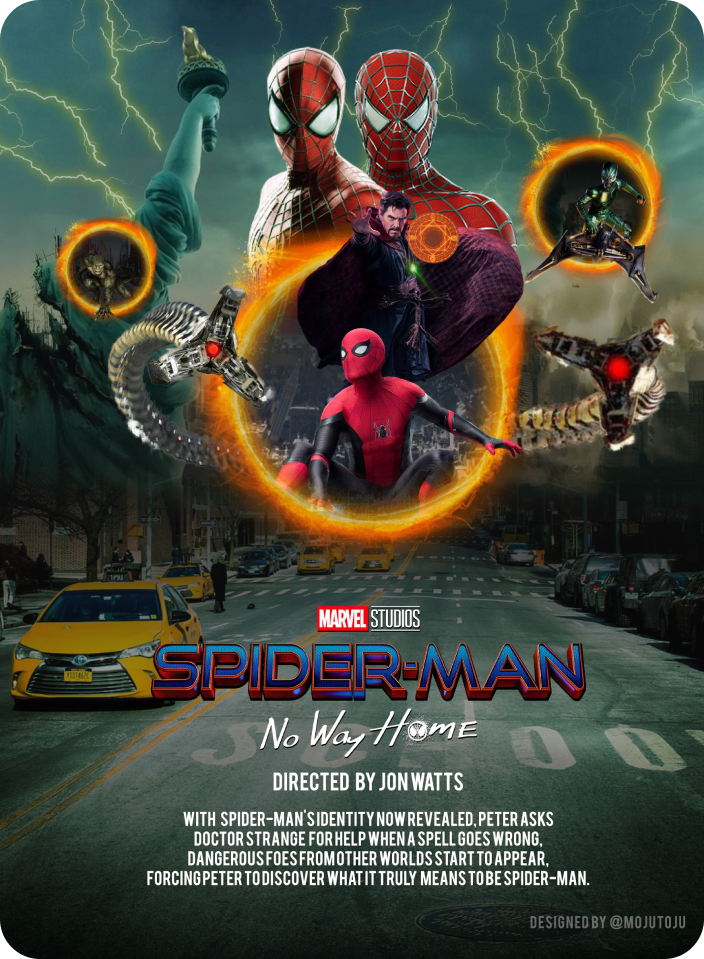 MARVEL STUDIOS
SPIDER-MAN
No Way Home
DIRECTED BY JON WATTS
WITH SPIDER-MAN'S IDENTITY NOW REVEALED, PETER ASKS
DOCTOR STRANGE FOR HELP WHEN A SPELL GOES WRONG,
DANGEROUS FOES FROM OTHER WORLDS START TO APPEAR,
FORCING PETER TO DISCOVER WHAT IT TRULY MEANS TO BE SPIDER-MAN.
DESIGNED BY @MOJUTOJU